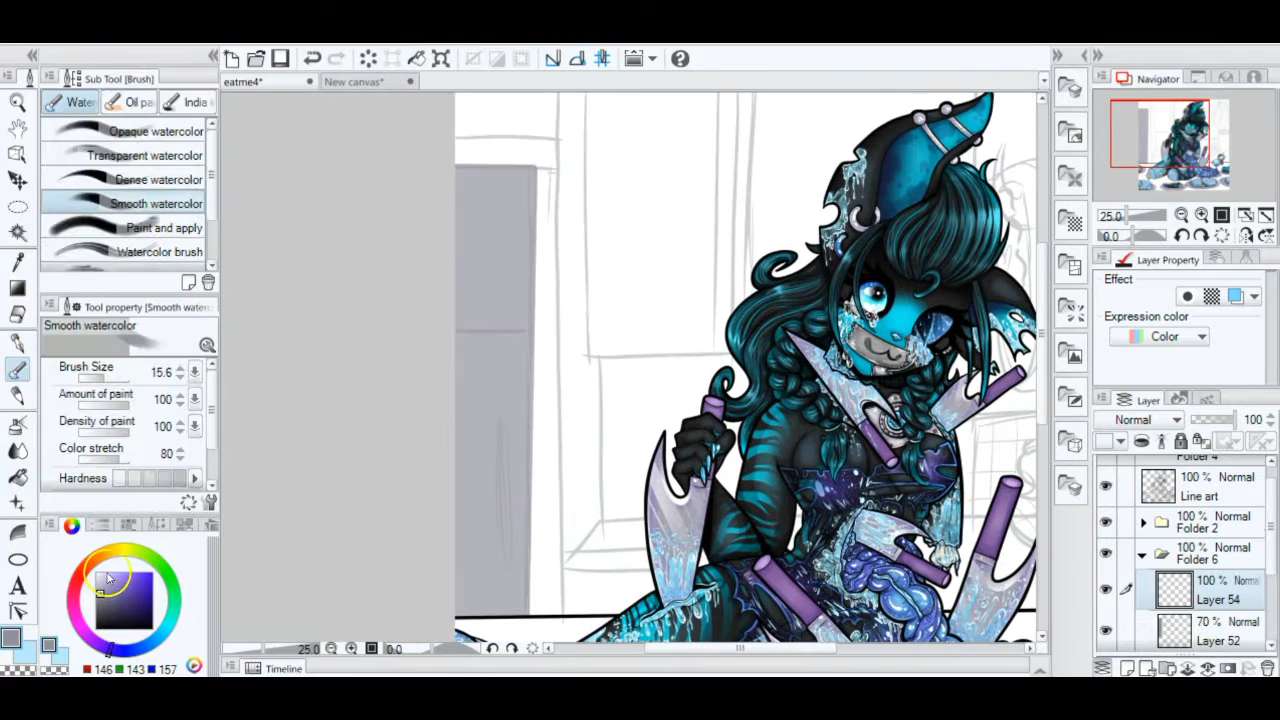 Sub Tool [Brush]
eatme4*
New canvas*
Navigator
Water
Oil pa
India i
Opaque watercolor
Transparent watercolor
Dense watercolor
Smooth watercolor
Paint and apply
Watercolor brush
25.0
0.0
Layer Property
Effect
Expression color
Color
Tool property [Smooth waterc
Smooth watercolor
Brush Size 15.6
Amount of paint 100
Density of paint 100
Color stretch 80
Hardness
Layer
Normal 100
Folder 4
100 % Normal
Line art
100 % Normal
Folder 2
100 % Normal
Folder 6
100 % Norma
Layer 54
70 % Normal
Layer 52
A
146 143 157
25.0 0.0
Timeline